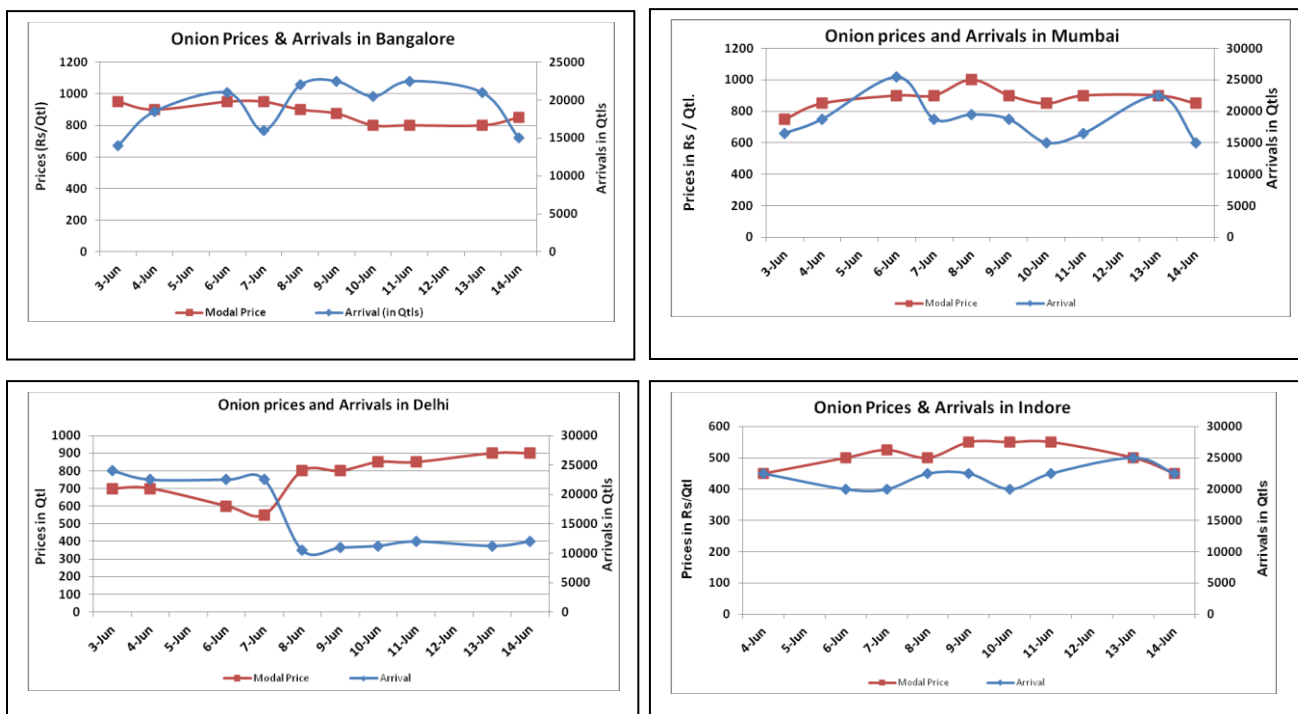 Onion Prices & Arrivals in Bangalore
Prices (Rs/Qtl)
1200
1000
800
600
400
200
0
25000
20000
15000
10000
5000
0
Arrivals in Qtls
3-Jun
4-Jun
5-Jun
6-Jun
7-Jun
8-Jun
9-Jun
10-Jun
11-Jun
12-Jun
13-Jun
14-Jun
Modal Price
Arrival (in Qtls)
Onion prices and Arrivals in Mumbai
Prices in Rs / Qtl.
1200
1000
800
600
400
200
0
30000
25000
20000
15000
10000
5000
0
Arrivals in Qtls
3-Jun
4-Jun
5-Jun
6-Jun
7-Jun
8-Jun
9-Jun
10-Jun
11-Jun
12-Jun
13-Jun
14-Jun
Modal Price
Arrival
Onion prices and Arrivals in Delhi
Prices in Qtl
1000
900
800
700
600
500
400
300
200
100
0
30000
25000
20000
15000
10000
5000
0
Arrivals in Qtls
3-Jun
4-Jun
5-Jun
6-Jun
7-Jun
8-Jun
9-Jun
10-Jun
11-Jun
12-Jun
13-Jun
14-Jun
Modal Price
Arrival
Onion Prices & Arrivals in Indore
Prices in Rs/Qtl
600
500
400
300
200
100
0
30000
25000
20000
15000
10000
5000
0
Arrivals in Qtls
4-Jun
5-Jun
6-Jun
7-Jun
8-Jun
9-Jun
10-Jun
11-Jun
12-Jun
13-Jun
14-Jun
Modal Price
Arrival